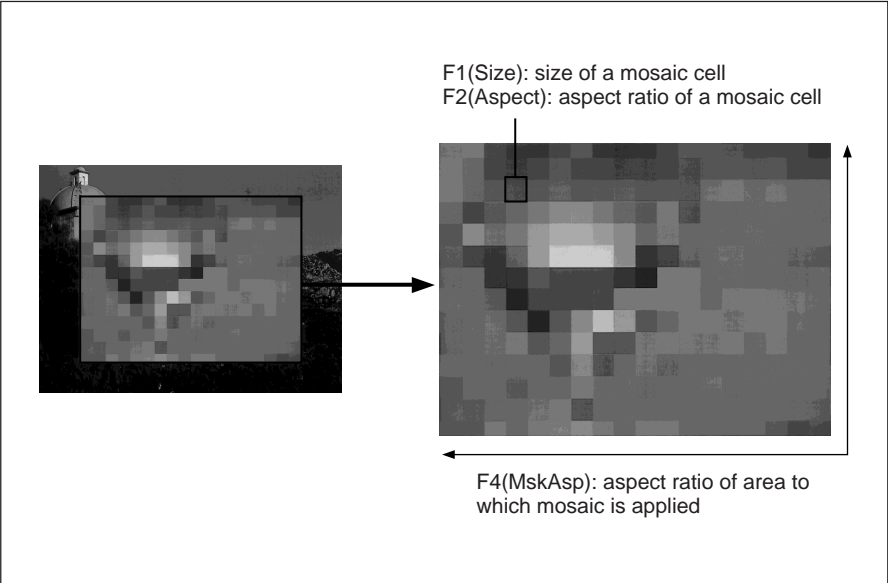 F1(Size): size of a mosaic cell
F2(Aspect): aspect ratio of a mosaic cell
F4(MskAsp): aspect ratio of area to
which mosaic is applied